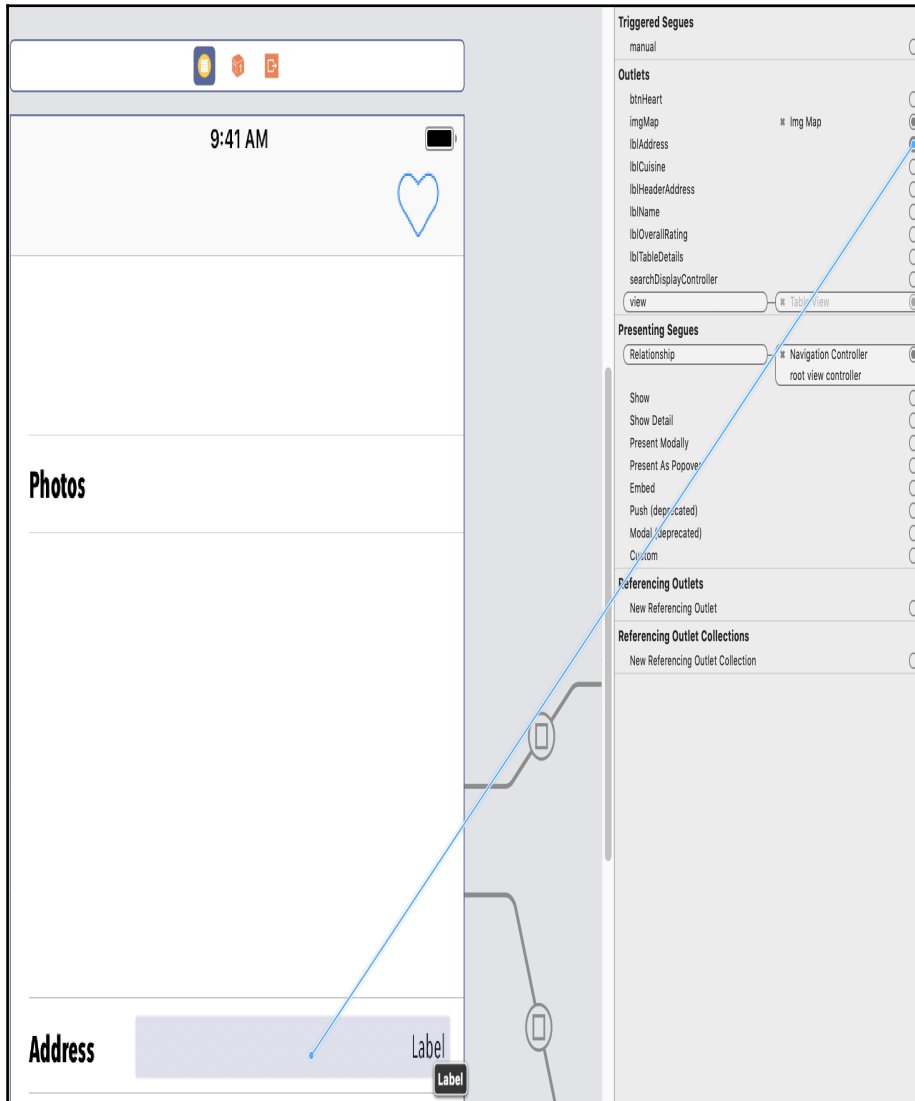 9:41 AM
Photos
Address
Label
Label
Triggered Segues
manual
Outlets
btnHeart
imgMap
Img Map
lblAddress
lblCuisine
lblHeaderAddress
lblName
lblOverallRating
lblTableDetails
searchDisplayController
view
Table View
Presenting Segues
Relationship
Navigation Controller
root view controller
Show
Show Detail
Present Modally
Present As Popover
Embed
Push (deprecated)
Modal (deprecated)
Custom
Referencing Outlets
New Referencing Outlet
Referencing Outlet Collections
New Referencing Outlet Collection